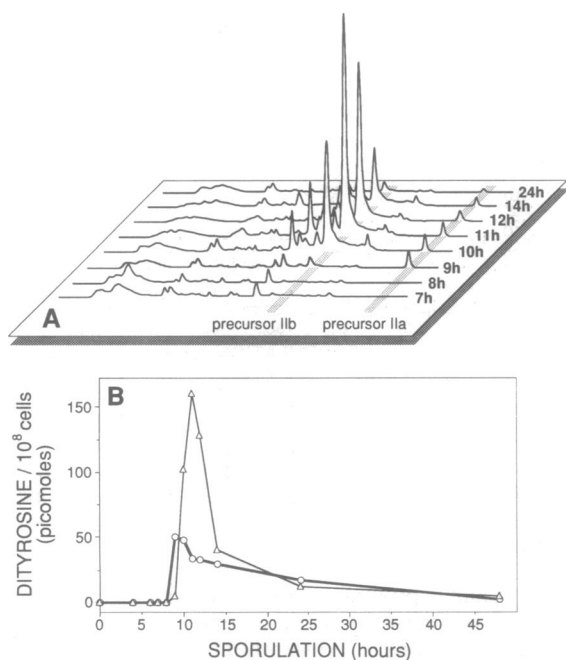 24h
14h
12h
11h
10h
9h
8h
7h
A
precursor IIb precursor IIa
B
DITYROSINE / 10⁸ cells
(picomoles)
150
100
50
0
0 5 10 15 20 25 30 35 40 45
SPORULATION (hours)